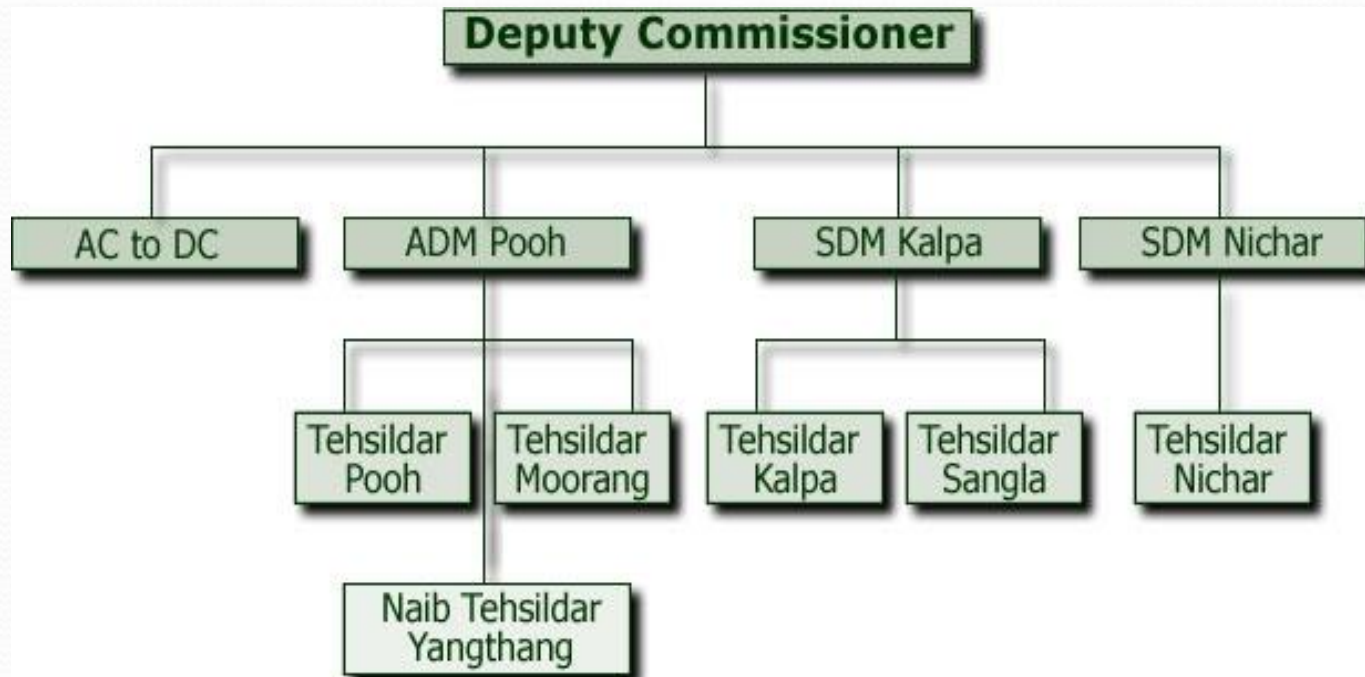 Deputy Commissioner
AC to DC
ADM Pooh
SDM Kalpa
SDM Nichar
Tehsildar
Pooh
Tehsildar
Moorang
Tehsildar
Kalpa
Tehsildar
Sangla
Tehsildar
Nichar
Naib Tehsildar
Yangthang